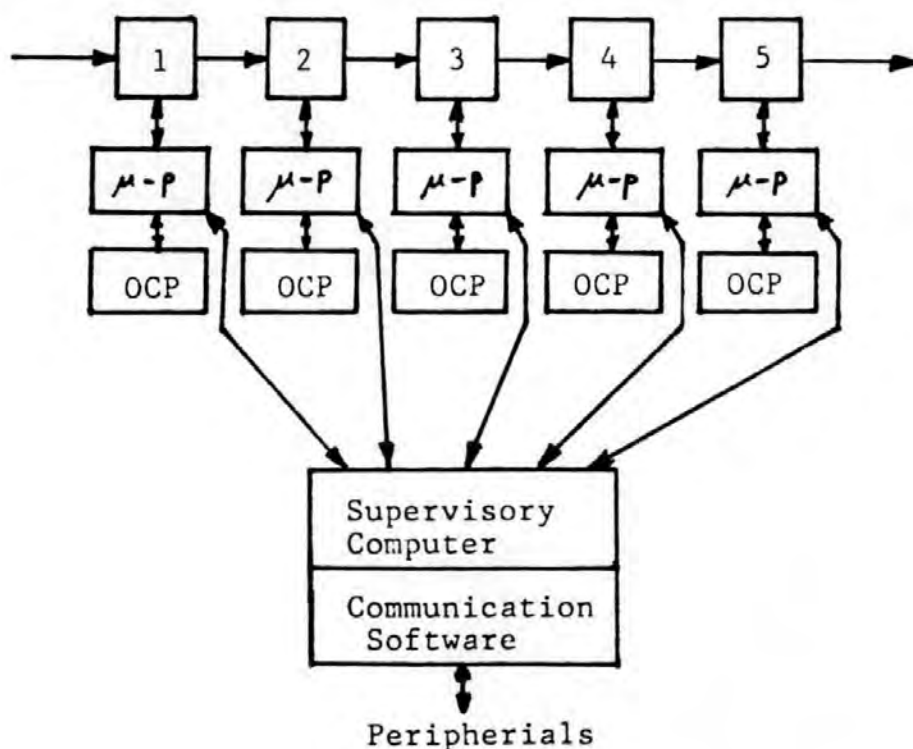 1 2 3 4 5
μ-p μ-p μ-p μ-p μ-p
OCP OCP OCP OCP OCP
Supervisory
Computer
Communication
Software
Peripherials